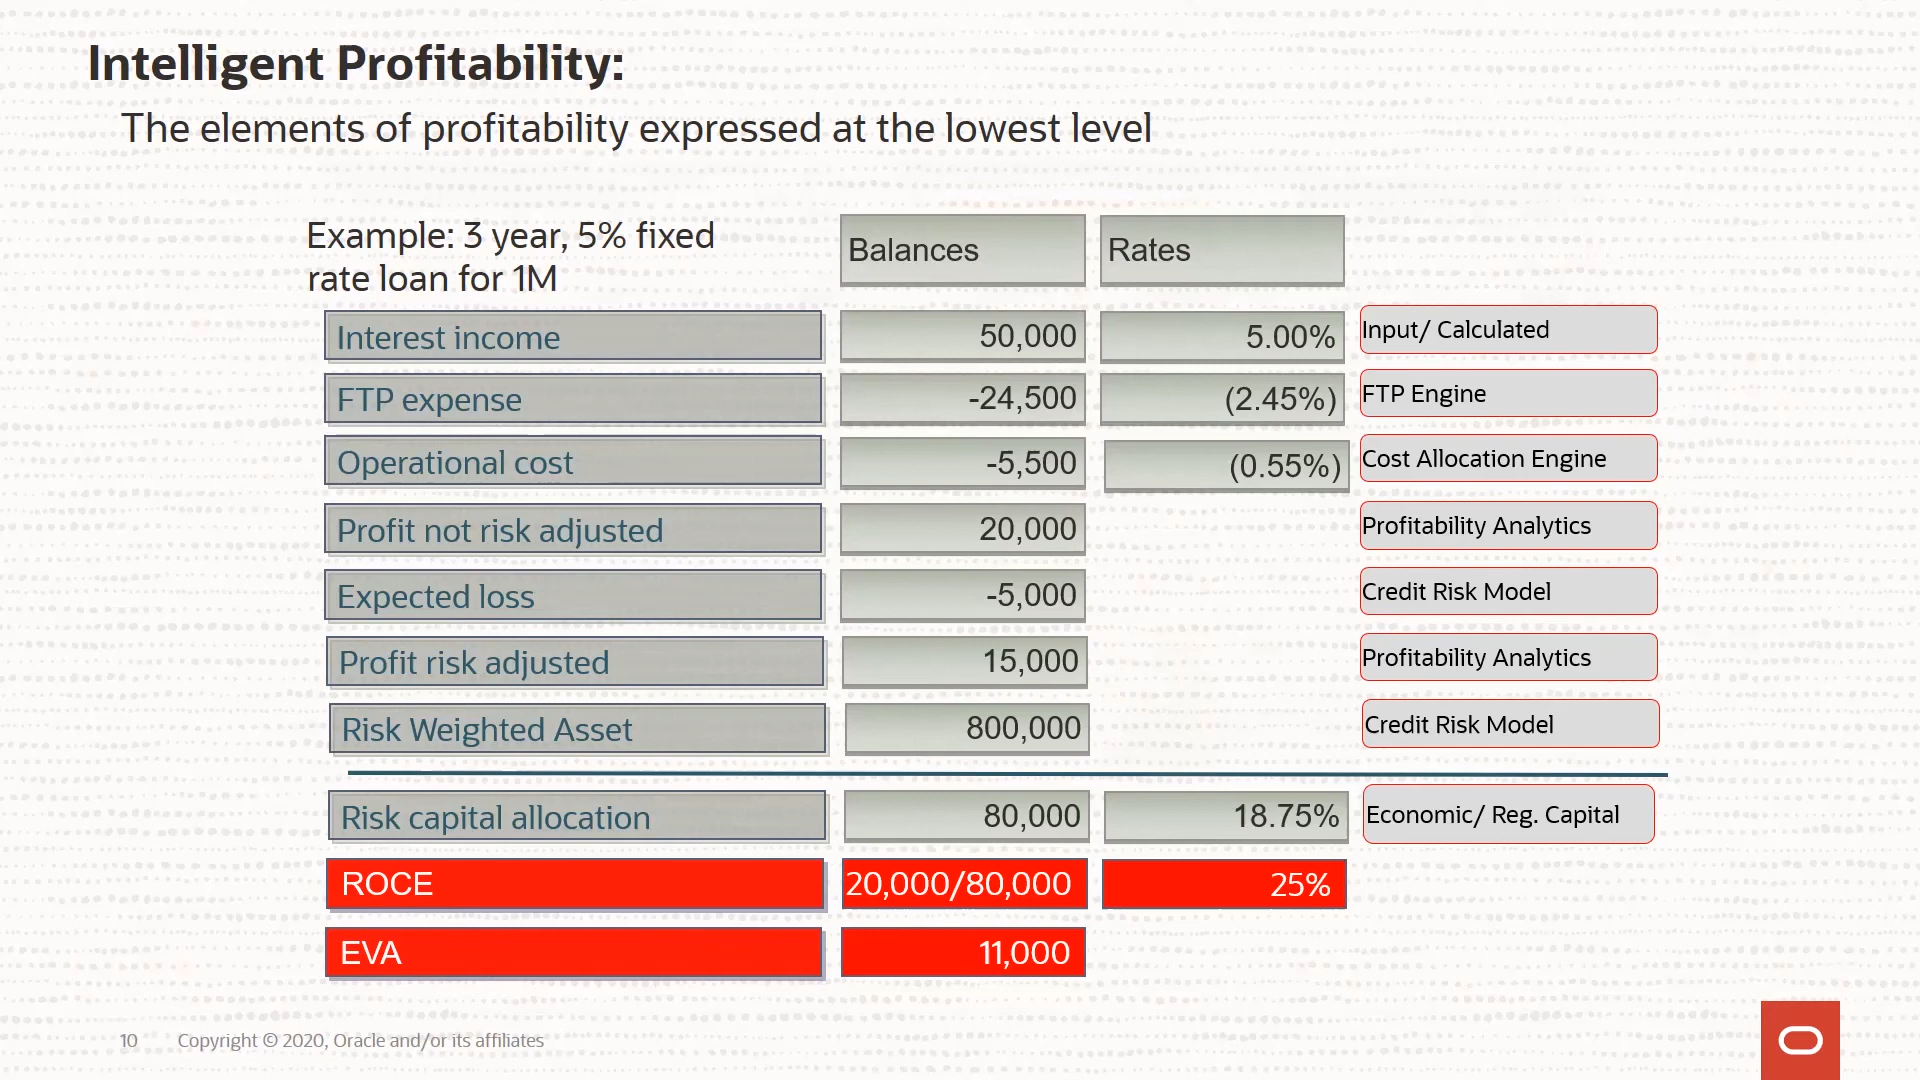 Intelligent Profitability:
The elements of profitability expressed at the lowest level
Example: 3 year, 5% fixed
rate loan for 1M
Balances
Rates
Interest income
50,000
5.00%
Input/ Calculated
FTP expense
-24,500
(2.45%)
FTP Engine
Operational cost
-5,500
(0.55%)
Cost Allocation Engine
Profit not risk adjusted
20,000
Profitability Analytics
Expected loss
-5,000
Credit Risk Model
Profit risk adjusted
15,000
Profitability Analytics
Risk Weighted Asset
800,000
Credit Risk Model
Risk capital allocation
80,000
18.75%
Economic/ Reg. Capital
ROCE
20,000/80,000
25%
EVA
11,000
10
Copyright © 2020, Oracle and/or its affiliates